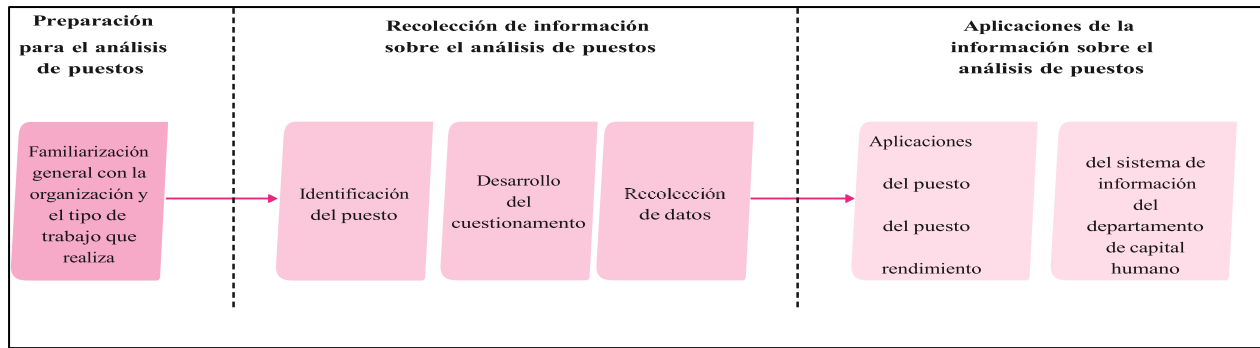 Preparación
para el análisis
de puestos
Recolección de información
sobre el análisis de puestos
Aplicaciones de la
información sobre el
análisis de puestos
Familiarización
general con la
organización y
el tipo de
trabajo que
realiza
Identificación
del puesto
Desarrollo
del
cuestionamento
Recolección
de datos
Aplicaciones
del puesto
del puesto
rendimiento
del sistema de
información
del
departamento
de capital
humano